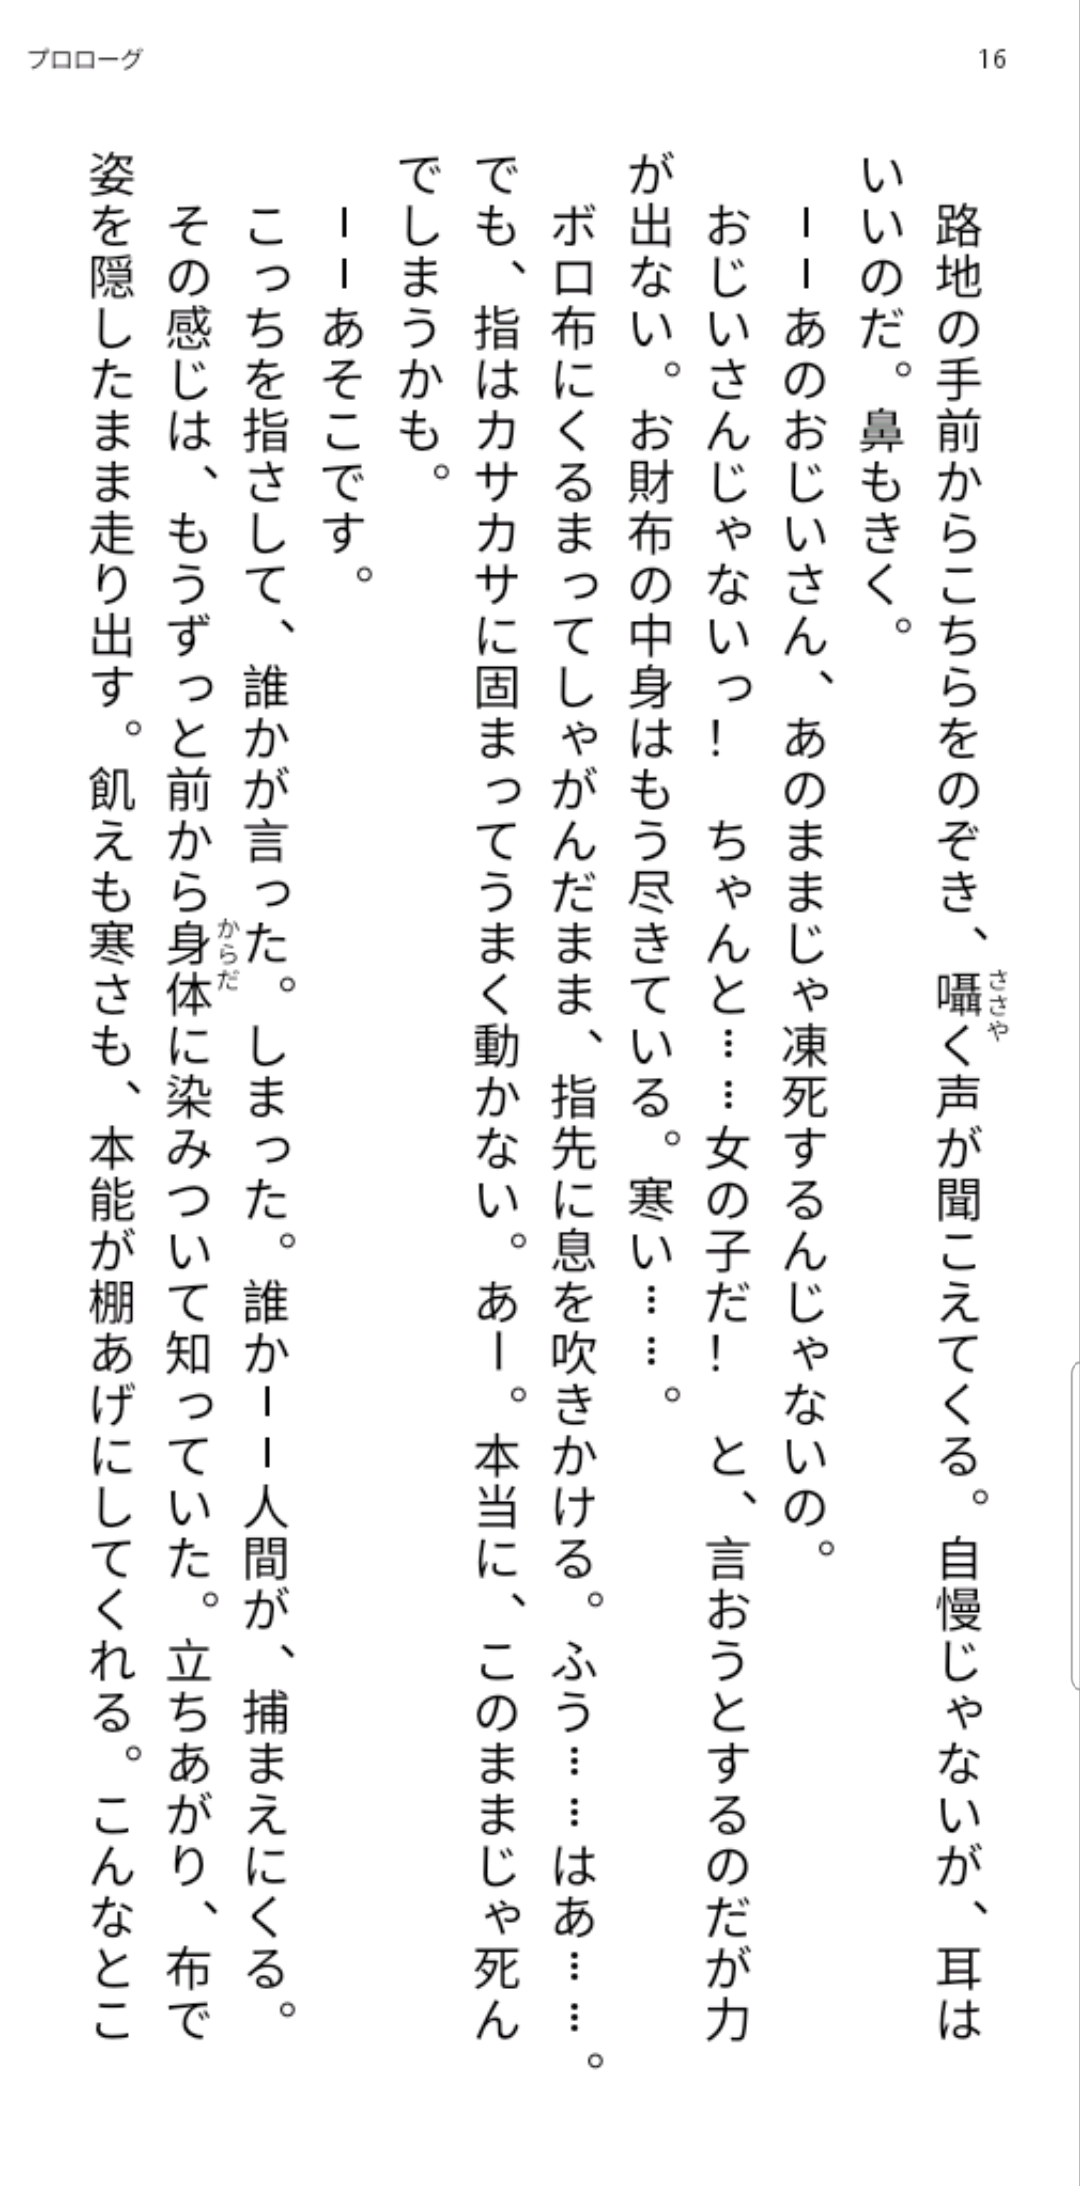 プロローグ
16
　路地の手前からこちらをのぞき、囁く声が聞こえてくる。自慢じゃないが、耳は
ささや
いいのだ。鼻もきく。
　――あのおじいさん、あのままじゃ凍死するんじゃないの。
　おじいさんじゃないっ！　ちゃんと……女の子だ！　と、言おうとするのだが力
が出ない。お財布の中身はもう尽きている。寒い……。
　ボロ布にくるまってしゃがんだまま、指先に息を吹きかける。ふう……はあ……。
でも、指はカサカサに固まってうまく動かない。あー。本当に、このままじゃ死ん
でしまうかも。
　――あそこです。
　こっちを指さして、誰かが言った。しまった。誰か――人間が、捕まえにくる。
　その感じは、もうずっと前から身体に染みついて知っていた。立ちあがり、布で
からだ
姿を隠したまま走り出す。飢えも寒さも、本能が棚あげにしてくれる。こんなとこ